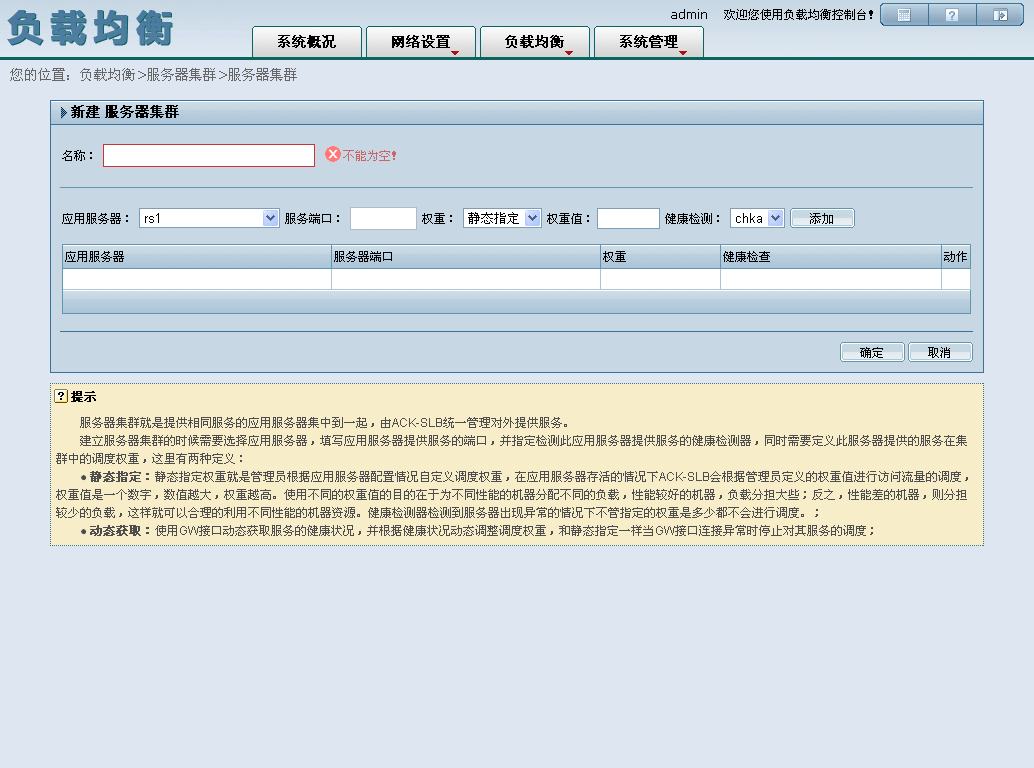 负载均衡
admin 欢迎您使用负载均衡控制台!
系统概况 网络设置 负载均衡 系统管理
您的位置：负载均衡>服务器集群>服务器集群
新建 服务器集群
名称： 不能为空!
应用服务器： rs1 服务端口： 权重： 静态指定 权重值： 健康检测： chka 添加
应用服务器 服务器端口 权重 健康检查 动作
确定 取消
? 提示
服务器集群就是提供相同服务的应用服务器集中到一起，由ACK-SLB统一管理对外提供服务。
建立服务器集群的时候需要选择应用服务器，填写应用服务器提供服务的端口，并指定检测此应用服务器提供服务的健康检测器，同时需要定义此服务器提供的服务在集
群中的调度权重，这里有两种定义：
●静态指定：静态指定权重就是管理员根据应用服务器配置情况自定义调度权重，在应用服务器存活的情况下ACK-SLB会根据管理员定义的权重值进行访问流量的调度，
权重值是一个数字，数值越大，权重越高。使用不同的权重值的目的在于为不同性能的机器分配不同的负载，性能较好的机器，负载分担大些；反之，性能差的机器，则分担
较少的负载，这样就可以合理的利用不同性能的机器资源。健康检测器检测到服务器出现异常的情况下不管指定的权重是多少都不会进行调度。；
●动态获取：使用GW接口动态获取服务的健康状况，并根据健康状况动态调整调度权重，和静态指定一样当GW接口连接异常时停止对其服务的调度；